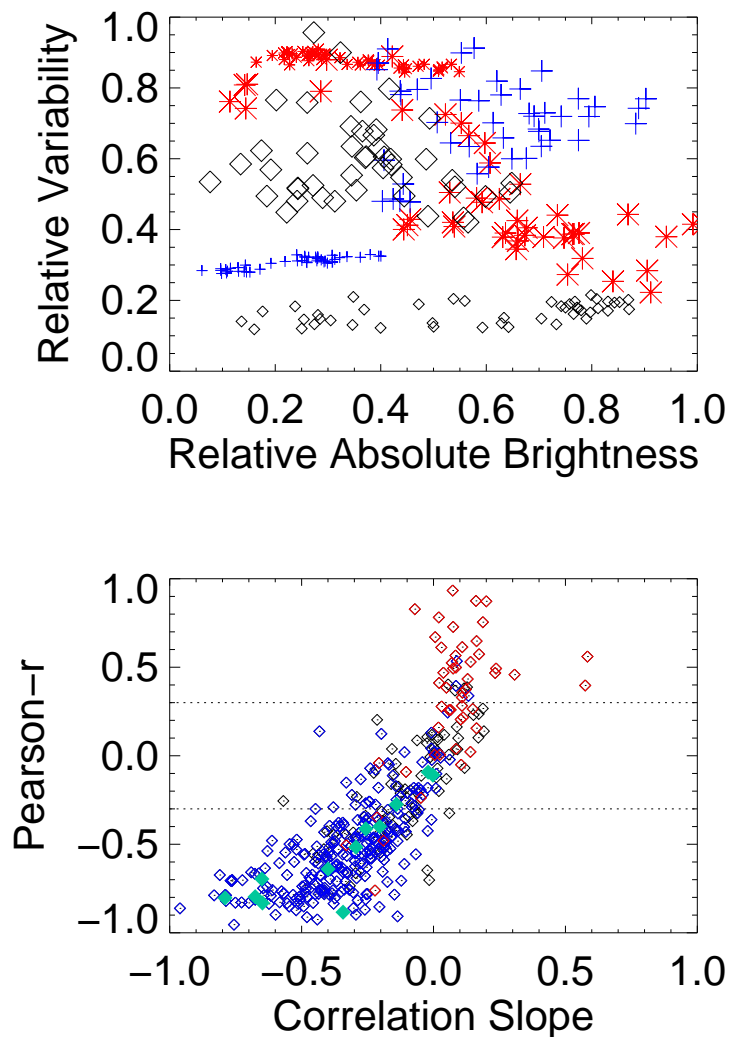 Relative Variability
1.0
0.8
0.6
0.4
0.2
0.0
0.0 0.2 0.4 0.6 0.8 1.0
Relative Absolute Brightness
Pearson−r
1.0
0.5
0.0
−0.5
−1.0
−1.0 −0.5 0.0 0.5 1.0
Correlation Slope